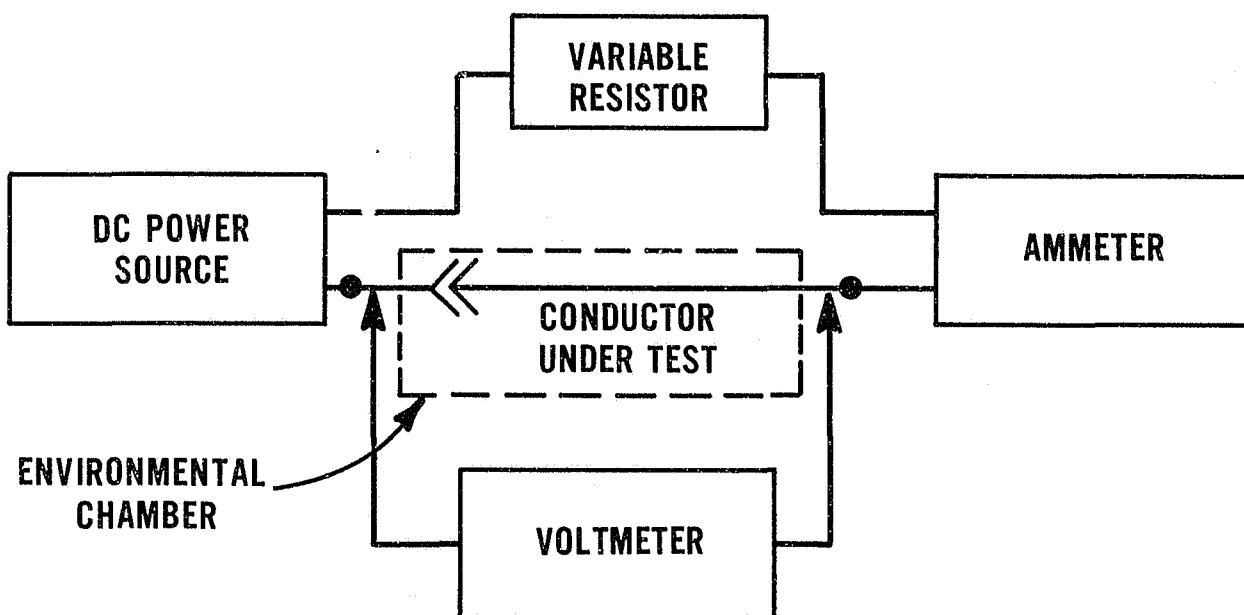 VARIABLE
RESISTOR
DC POWER
SOURCE
AMMETER
CONDUCTOR
UNDER TEST
ENVIRONMENTAL
CHAMBER
VOLTMETER